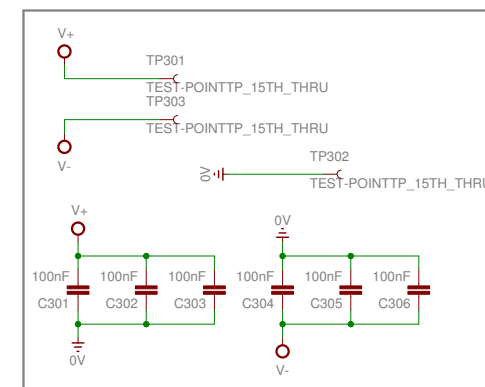 V+
TP301
TEST-POINTTP_15TH_THRU
TP303
TEST-POINTTP_15TH_THRU
V-
TP302
0V
TEST-POINTTP_15TH_THRU
V+
0V
100nF 100nF 100nF 100nF 100nF 100nF
C301 C302 C303 C304 C305 C306
0V
V-